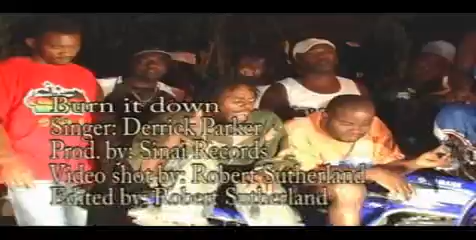 Burn it down
Singer: Derrick Parker
Prod. by: Sinai Records
Video shot by: Robert Sutherland
Edited by: Robert Sutherland